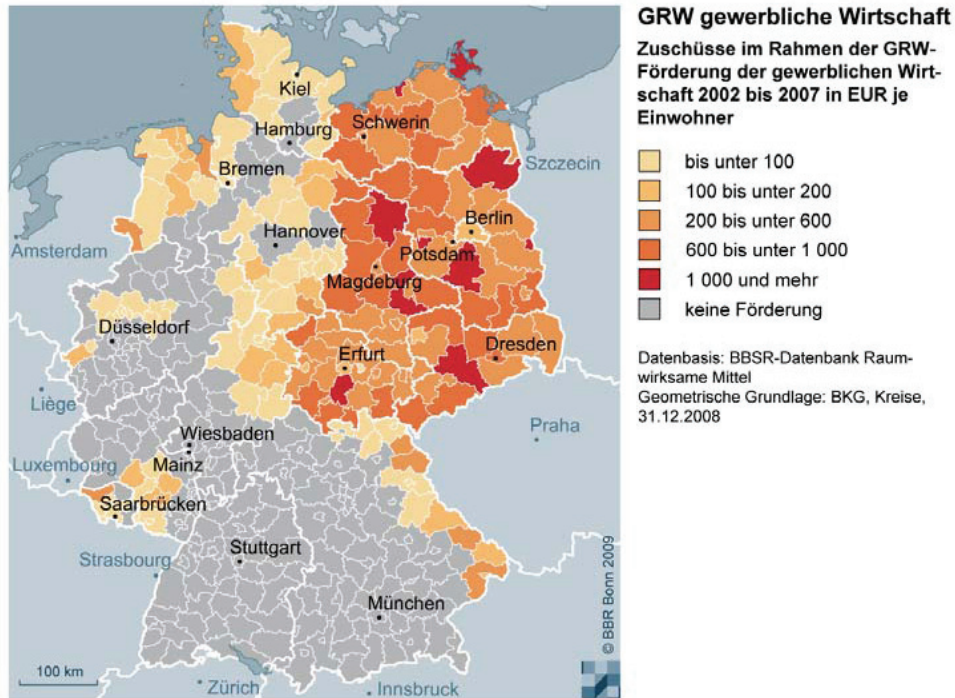 GRW gewerbliche Wirtschaft
Zuschüsse im Rahmen der GRW-
Förderung der gewerblichen Wirt-
schaft 2002 bis 2007 in EUR je
Einwohner
bis unter 100
100 bis unter 200
200 bis unter 600
600 bis unter 1 000
1 000 und mehr
keine Förderung
Datenbasis: BBSR-Datenbank Raum-
wirksame Mittel
Geometrische Grundlage: BKG, Kreise,
31.12.2008
Kiel
Hamburg
Schwerin
Szczecin
Bremen
Berlin
Hannover
Potsdam
Amsterdam
Magdeburg
Düsseldorf
Erfurt
Dresden
Liège
Praha
Wiesbaden
Luxembourg
Mainz
Saarbrücken
Strasbourg
Stuttgart
München
© BBR Bonn 2009
100 km
Zürich
Innsbruck